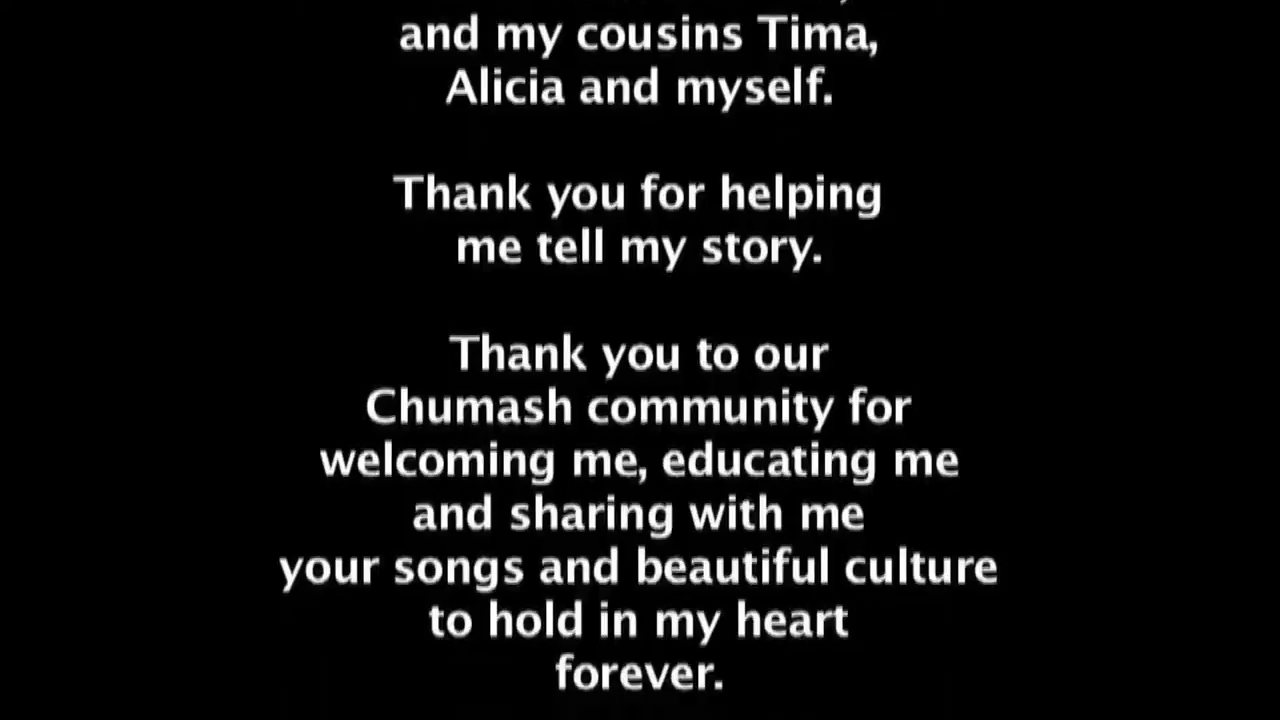 and my cousins Tima,
Alicia and myself.
Thank you for helping
me tell my story.
Thank you to our
Chumash community for
welcoming me, educating me
and sharing with me
your songs and beautiful culture
to hold in my heart
forever.